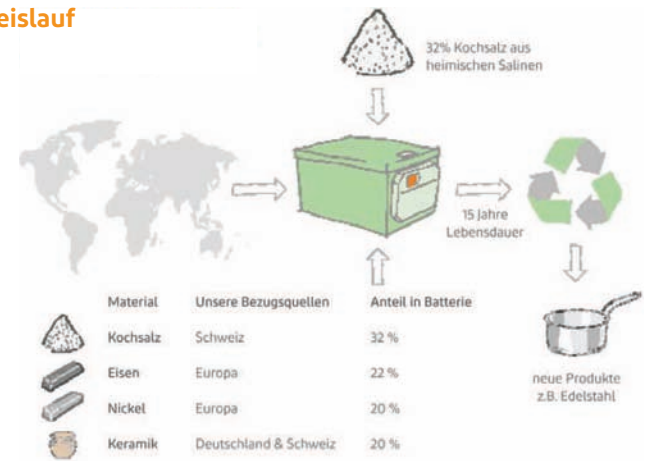 eislauf
32% Kochsalz aus
heimischen Salinen
15 Jahre
Lebensdauer
Material Unsere Bezugsquellen Anteil in Batterie
Kochsalz Schweiz 32 %
Eisen Europa 22 %
Nickel Europa 20 %
Keramik Deutschland & Schweiz 20 %
neue Produkte
z.B. Edelstahl